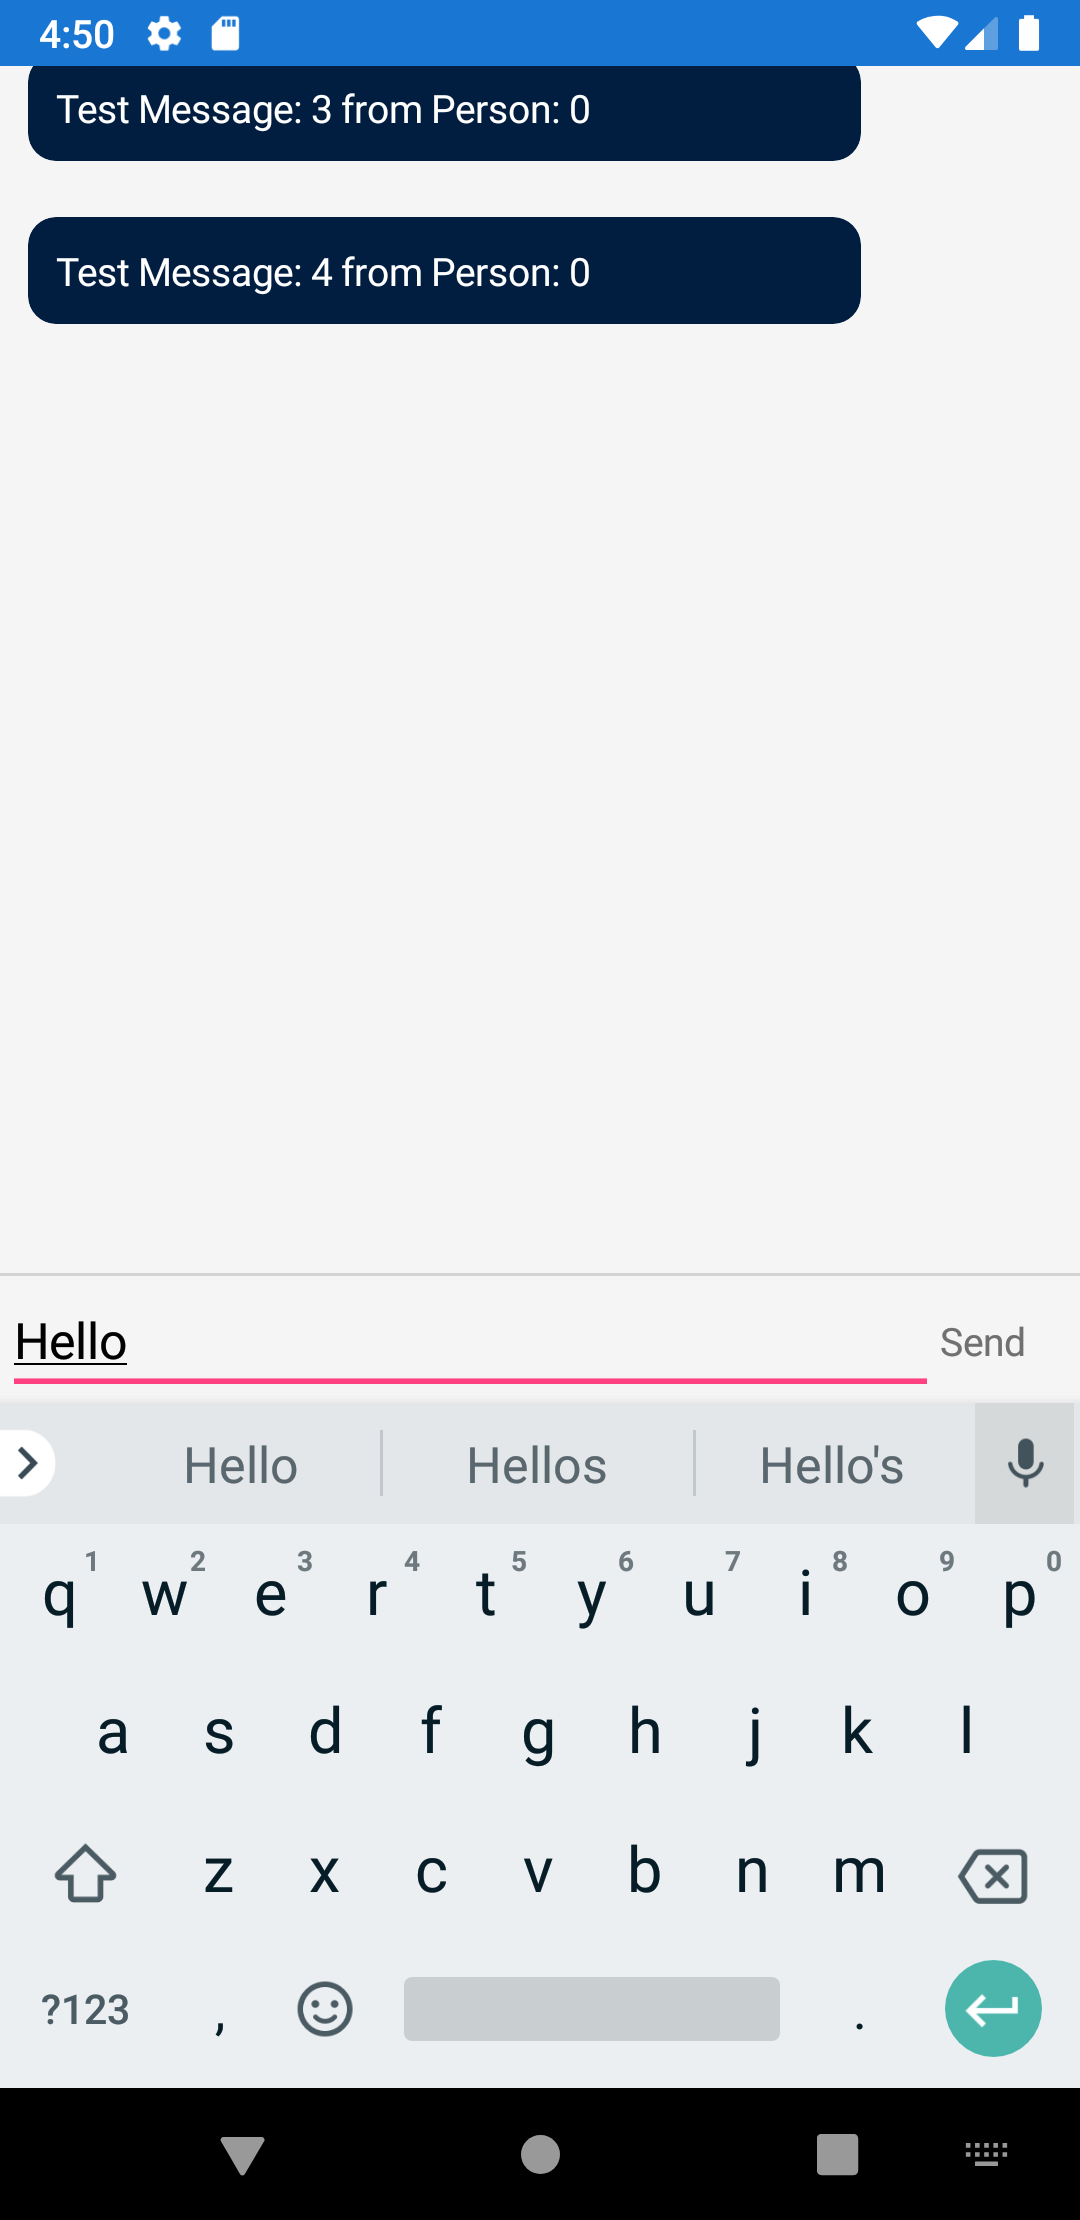 4:50
Test Message: 3 from Person: 0
Test Message: 4 from Person: 0
Hello Send
Hello Hellos Hello's
1 2 3 4 5 6 7 8 9 0
q w e r t y u i o p
a s d f g h j k l
z x c v b n m
?123 , .